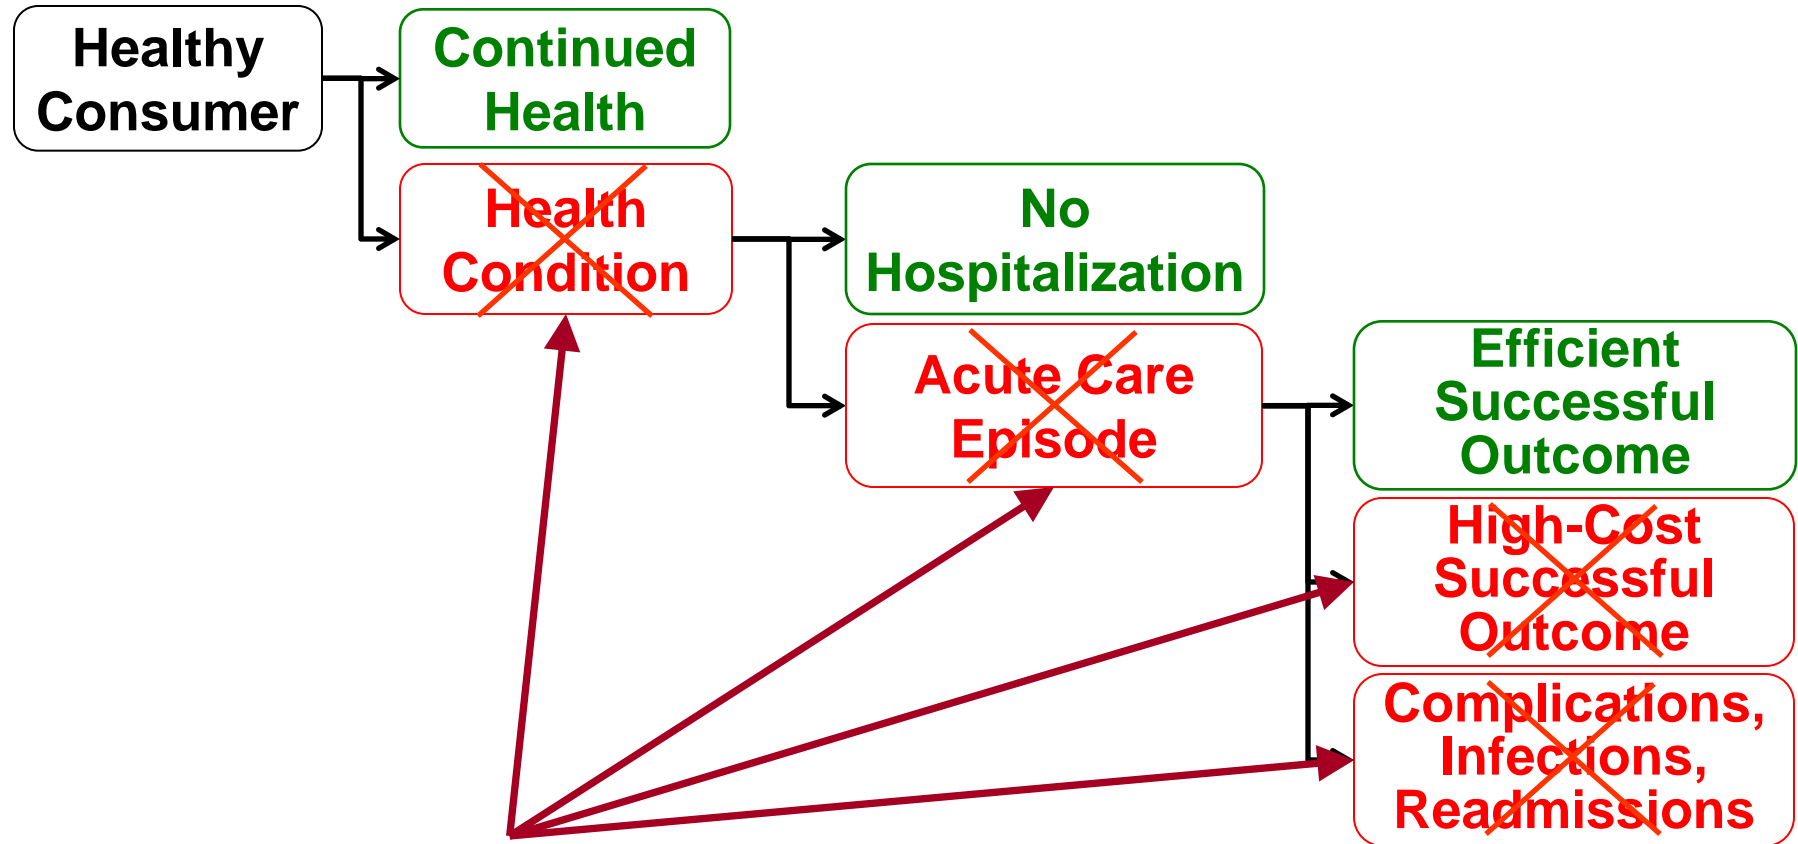 Healthy
Consumer
Continued
Health
Health
Condition
No
Hospitalization
Acute Care
Episode
Efficient
Successful
Outcome
High-Cost
Successful
Outcome
Complications,
Infections,
Readmissions